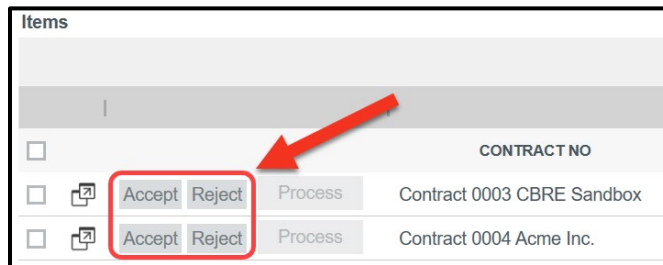 Items
CONTRACT NO
Accept Reject Process Contract 0003 CBRE Sandbox
Accept Reject Process Contract 0004 Acme Inc.